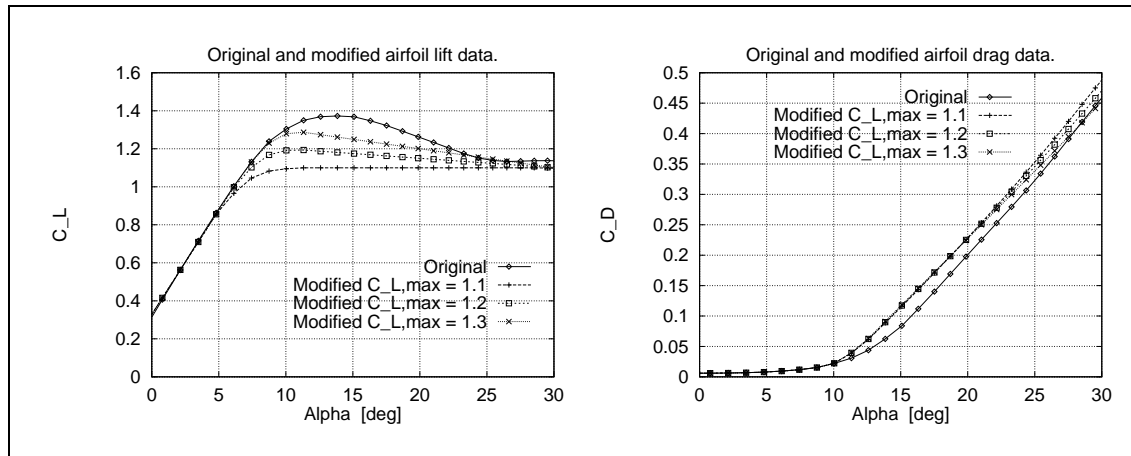 Original and modified airfoil lift data.
1.6
1.4
1.2
1
0.8
0.6
0.4
0.2
0
C_L
Original
Modified C_L,max = 1.1
Modified C_L,max = 1.2
Modified C_L,max = 1.3
0 5 10 15 20 25 30
Alpha [deg]
Original and modified airfoil drag data.
0.5
0.45
0.4
0.35
0.3
0.25
0.2
0.15
0.1
0.05
0
C_D
Original
Modified C_L,max = 1.1
Modified C_L,max = 1.2
Modified C_L,max = 1.3
0 5 10 15 20 25 30
Alpha [deg]